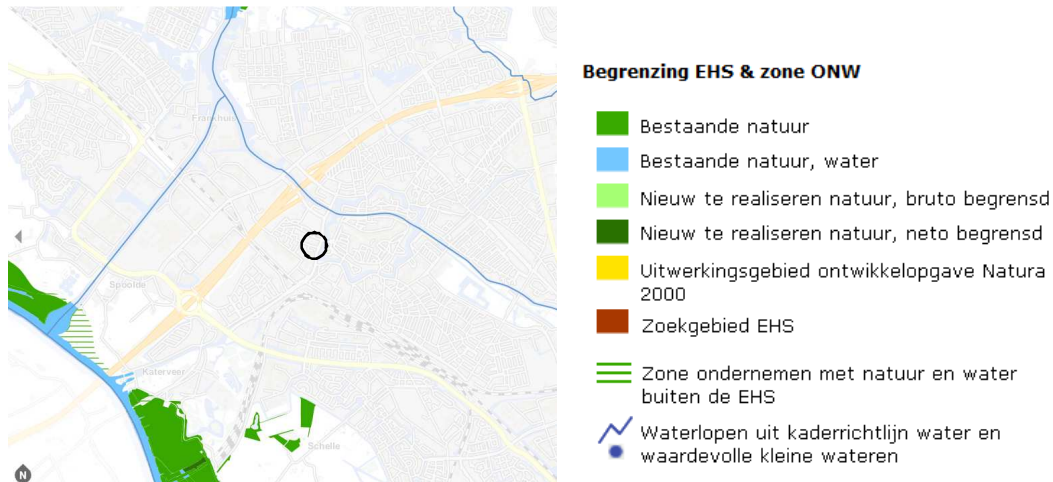 Frankhuis
Spoolde
Katerveer
Schelle
N
Begrenzing EHS & zone ONW
Bestaande natuur
Bestaande natuur, water
Nieuw te realiseren natuur, bruto begrensd
Nieuw te realiseren natuur, neto begrensd
Uitwerkingsgebied ontwikkelopgave Natura
2000
Zoekgebied EHS
Zone ondernemen met natuur en water
buiten de EHS
Waterlopen uit kaderrichtlijn water en
waardevolle kleine wateren